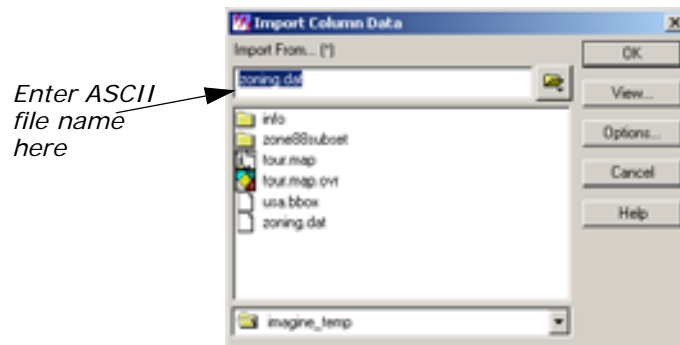 Import Column Data
Import From... (*)
zoning.dat
Enter ASCII
file name
here
info
zone88subset
tour.map
tour.map.ovr
usa.bbox
zoning.dat
imagine_temp
OK
View...
Options...
Cancel
Help